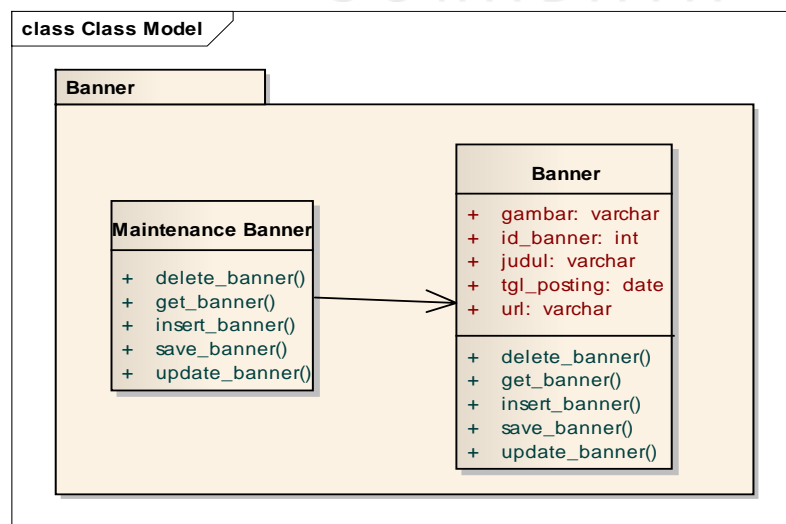 class Class Model
Banner
Maintenance Banner
+ delete_banner()
+ get_banner()
+ insert_banner()
+ save_banner()
+ update_banner()
Banner
+ gambar: varchar
+ id_banner: int
+ judul: varchar
+ tgl_posting: date
+ url: varchar
+ delete_banner()
+ get_banner()
+ insert_banner()
+ save_banner()
+ update_banner()